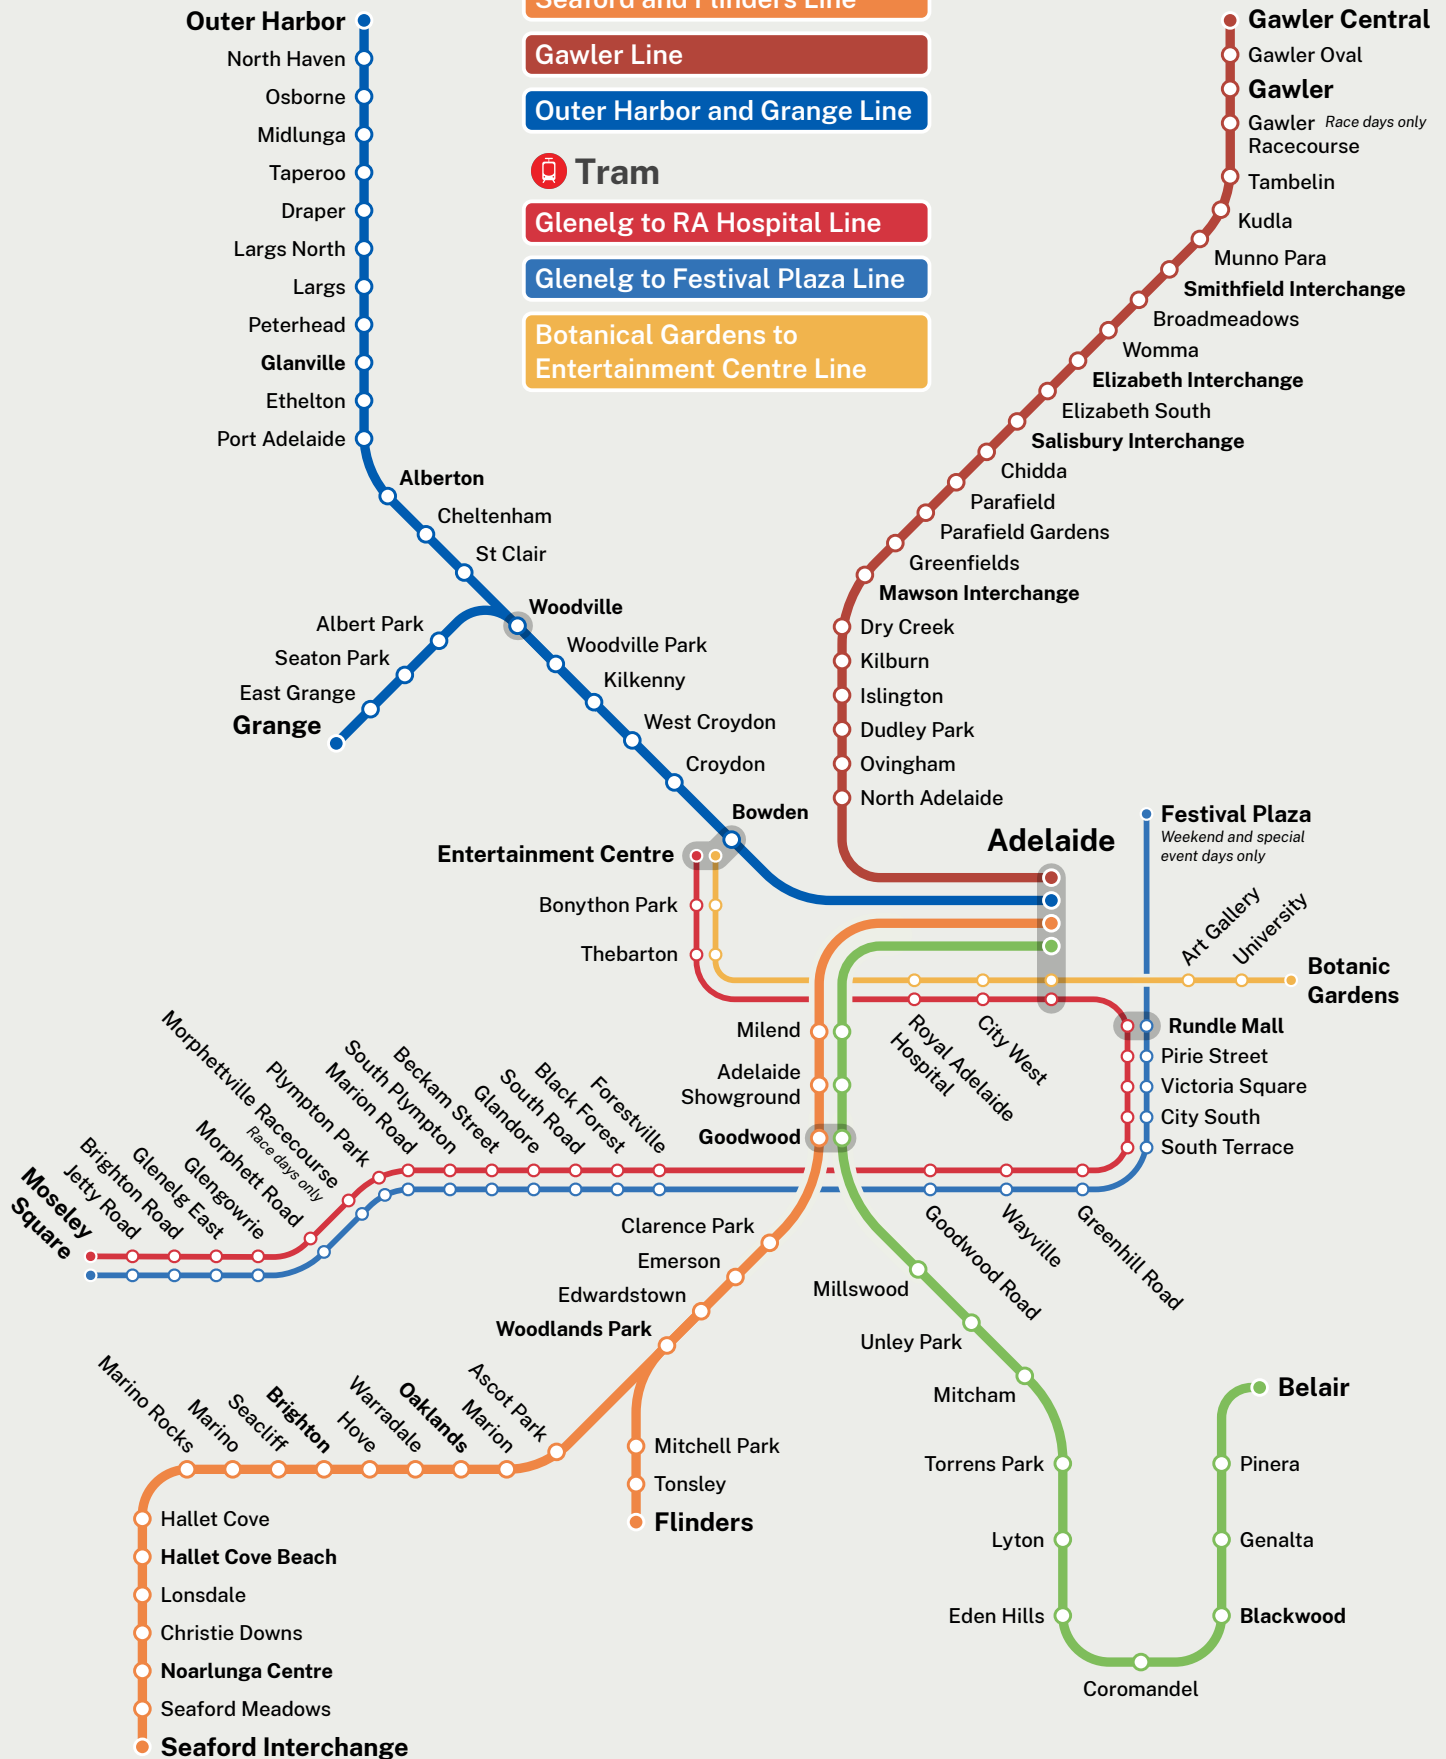 Seaford and Flinders Line
Gawler Line
Outer Harbor and Grange Line
Tram
Glenelg to RA Hospital Line
Glenelg to Festival Plaza Line
Botanical Gardens to
Entertainment Centre Line
Outer Harbor
North Haven
Osborne
Midlunga
Taperoo
Draper
Largs North
Largs
Peterhead
Glanville
Ethelton
Port Adelaide
Alberton
Cheltenham
St Clair
Woodville
Albert Park
Seaton Park
East Grange
Grange
Woodville Park
Kilkenny
West Croydon
Croydon
Bowden
Gawler Central
Gawler Oval
Gawler
Gawler Race days only
Racecourse
Tambelin
Kudla
Munno Para
Smithfield Interchange
Broadmeadows
Womma
Elizabeth Interchange
Elizabeth South
Salisbury Interchange
Chidda
Parafield
Parafield Gardens
Greenfields
Mawson Interchange
Dry Creek
Kilburn
Islington
Dudley Park
Ovingham
North Adelaide
Adelaide
Festival Plaza
Weekend and special
event days only
Entertainment Centre
Bonython Park
Thebarton
Art Gallery
University
Botanic
Gardens
Royal Adelaide
Hospital
City West
Rundle Mall
Pirie Street
Victoria Square
City South
South Terrace
Milend
Adelaide
Showground
Goodwood
Moseley
Square
Jetty Road
Brighton Road
Glenelg East
Glengowrie
Morphett Road
Morphettville Racecourse
Race days only
Plympton Park
Marion Road
South Plympton
Beckam Street
Glandore
South Road
Black Forest
Forestville
Goodwood Road
Wayville
Greenhill Road
Clarence Park
Emerson
Edwardstown
Woodlands Park
Ascot Park
Marion
Oaklands
Warradale
Hove
Brighton
Seacliff
Marino
Marino Rocks
Hallet Cove
Hallet Cove Beach
Lonsdale
Christie Downs
Noarlunga Centre
Seaford Meadows
Seaford Interchange
Mitchell Park
Tonsley
Flinders
Millswood
Unley Park
Mitcham
Torrens Park
Lyton
Eden Hills
Coromandel
Blackwood
Genalta
Pinera
Belair